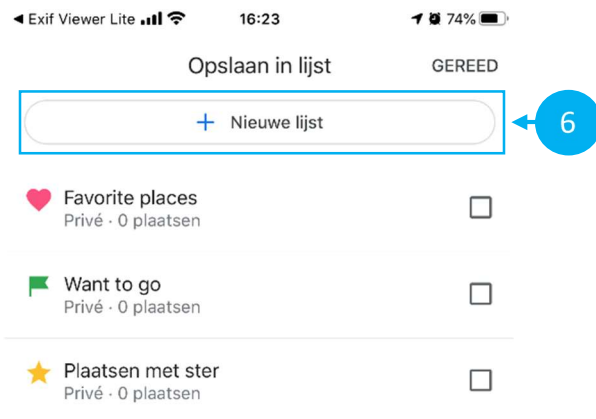 Exif Viewer Lite 16:23 74%
Opslaan in lijst GEREED
+ Nieuwe lijst
6
Favorite places
Privé · 0 plaatsen
Want to go
Privé · 0 plaatsen
Plaatsen met ster
Privé · 0 plaatsen